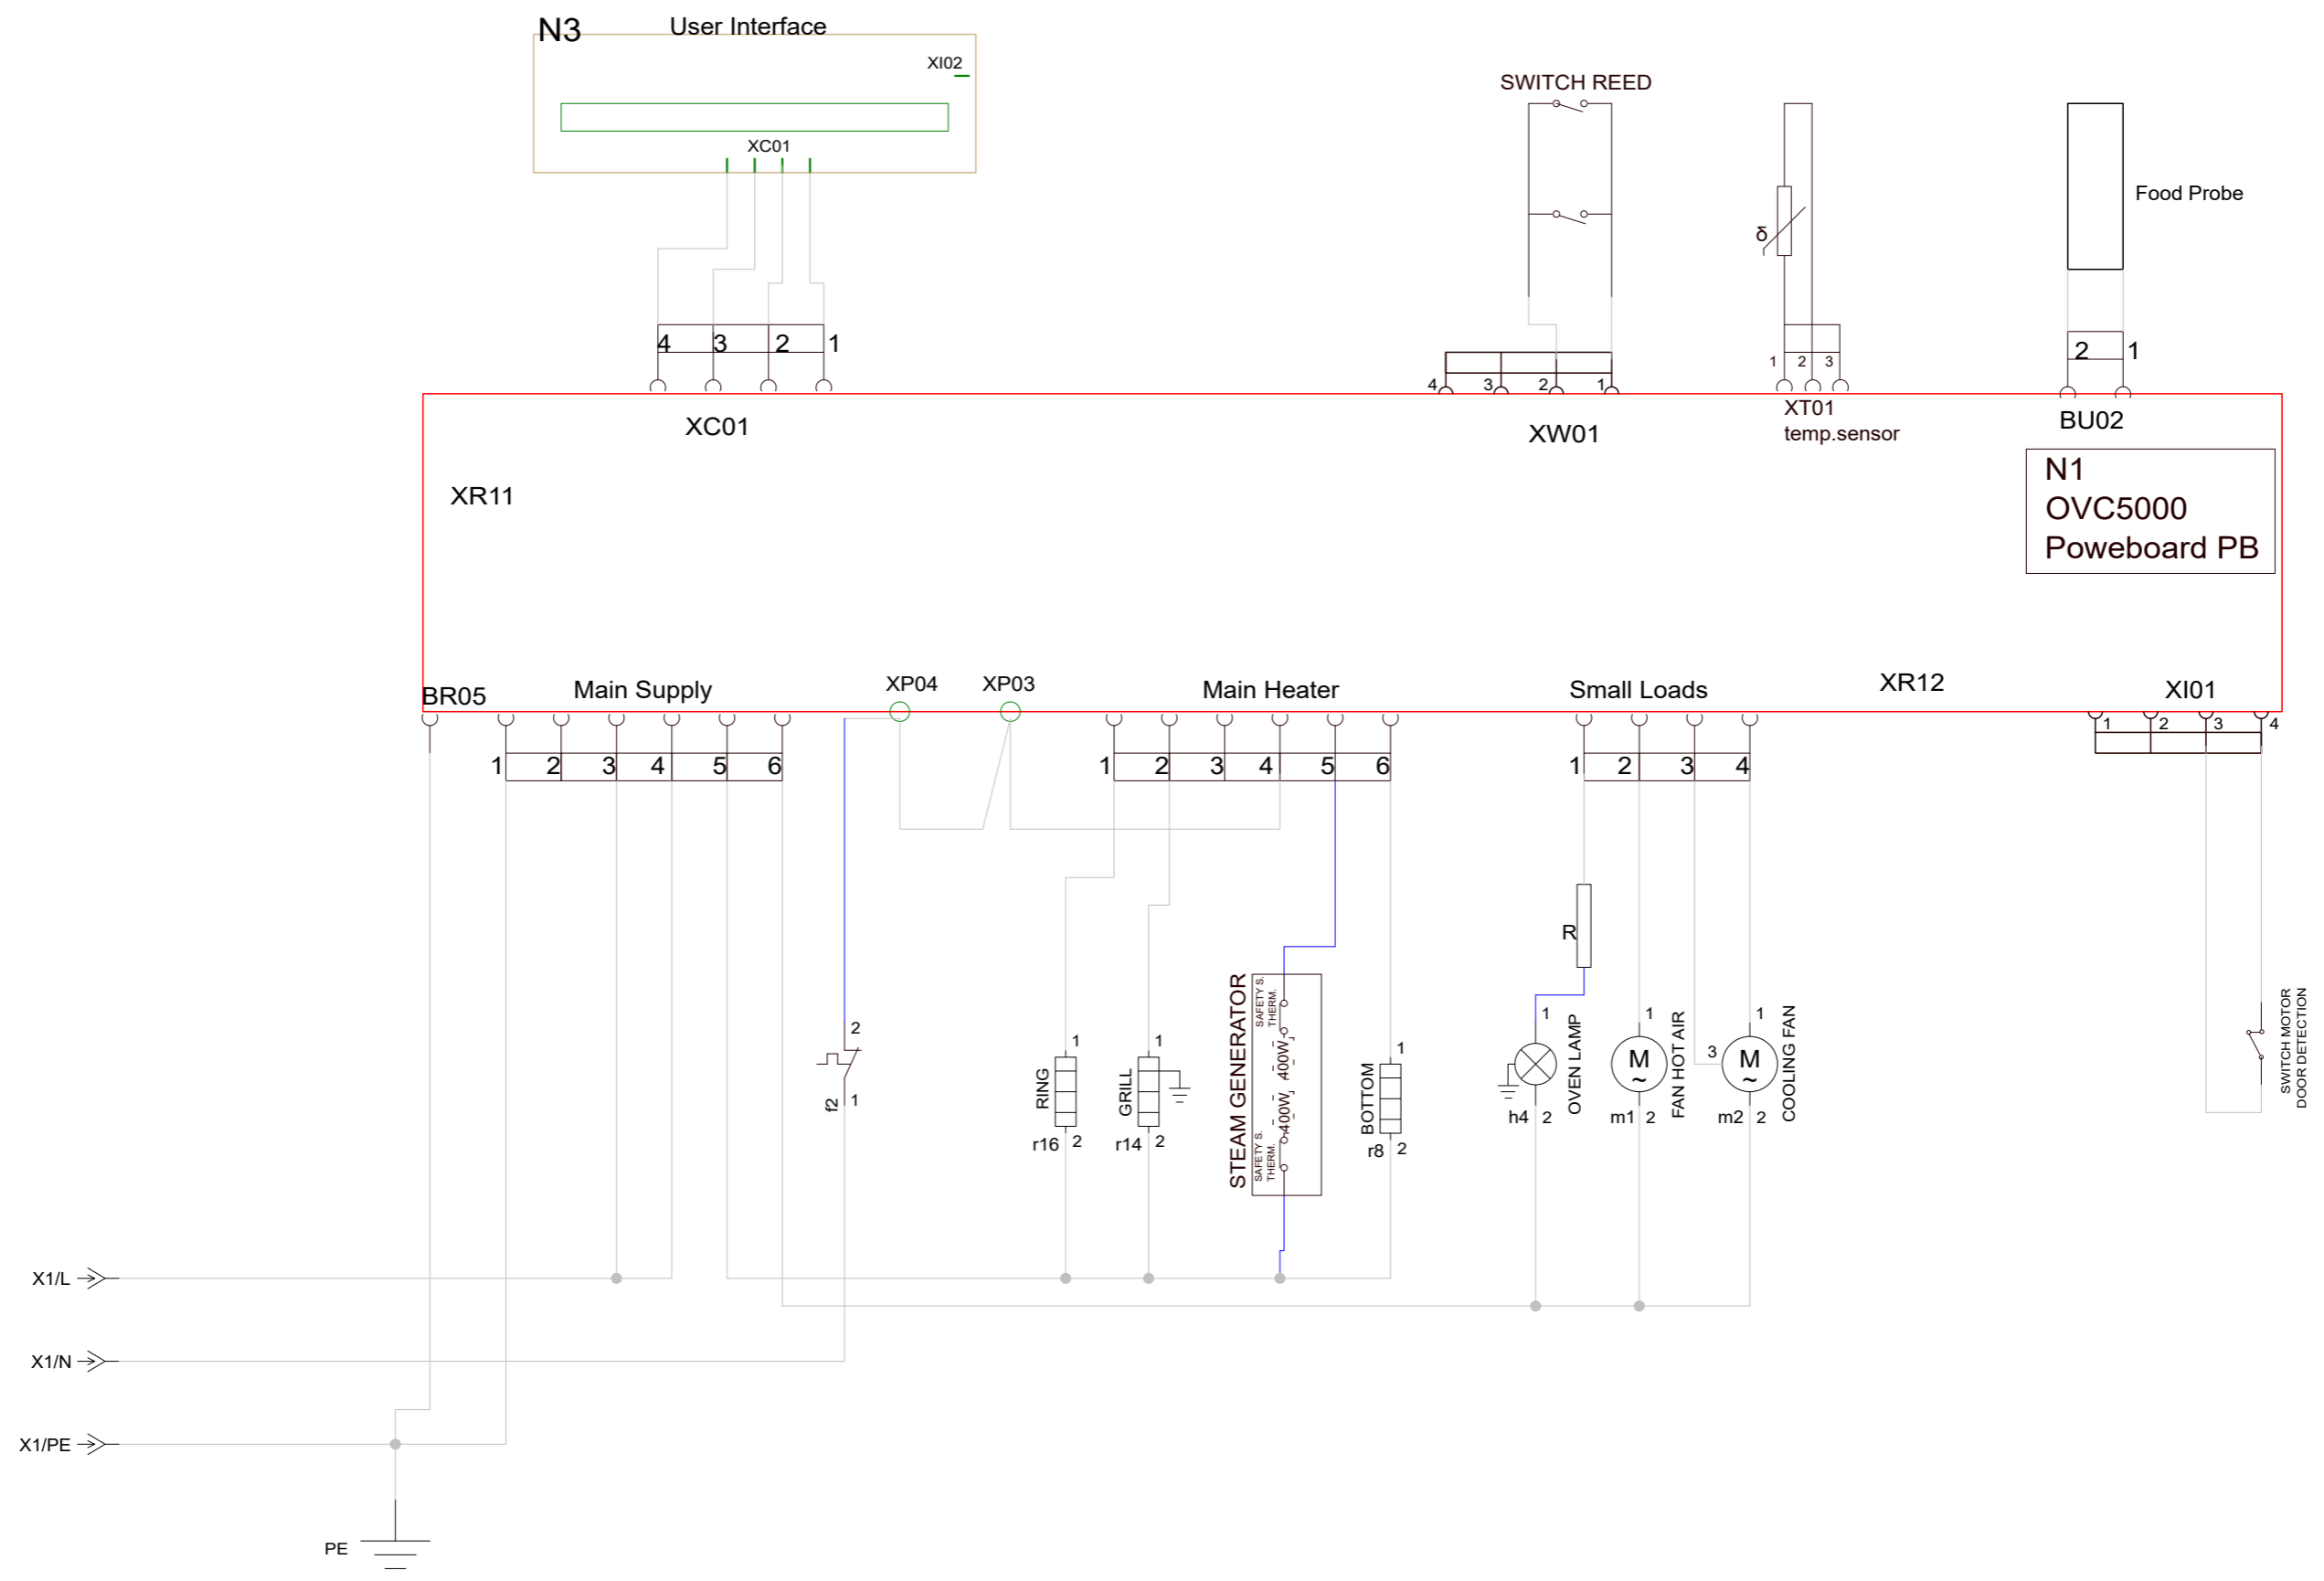 N3
User Interface
XI02
XC01
SWITCH REED
δ
Food Probe
4 3 2 1
4 3 2 1
1 2 3
2 1
XC01
XW01
XT01
temp.sensor
BU02
XR11
N1
OVC5000
Poweboard PB
BR05
Main Supply
XP04
XP03
Main Heater
Small Loads
XR12
XI01
1 2 3 4 5 6
1 2 3 4 5 6
1 2 3 4
1 2 3 4
R
2
f2
1
1
RING
r16
2
1
GRILL
r14
2
STEAM GENERATOR
SAFETY S.
THERM.
400W
400W
SAFETY S.
THERM.
1
BOTTOM
r8
2
1
OVEN LAMP
h4
2
1
M
~
FAN HOT AIR
m1
2
1
3
M
~
COOLING FAN
m2
2
SWITCH MOTOR
DOOR DETECTION
X1/L
X1/N
X1/PE
PE